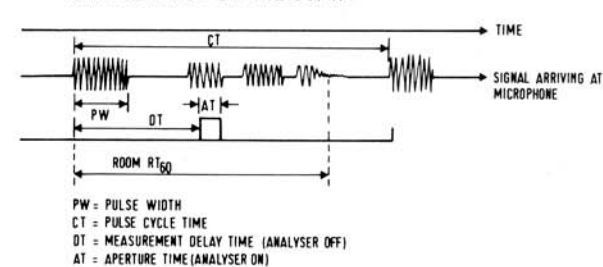 TIME
CT
SIGNAL ARRIVING AT
MICROPHONE
PW
AT
DT
ROOM RT60
PW = PULSE WIDTH
CT = PULSE CYCLE TIME
DT = MEASUREMENT DELAY TIME (ANALYSER OFF)
AT = APERTURE TIME (ANALYSER ON)